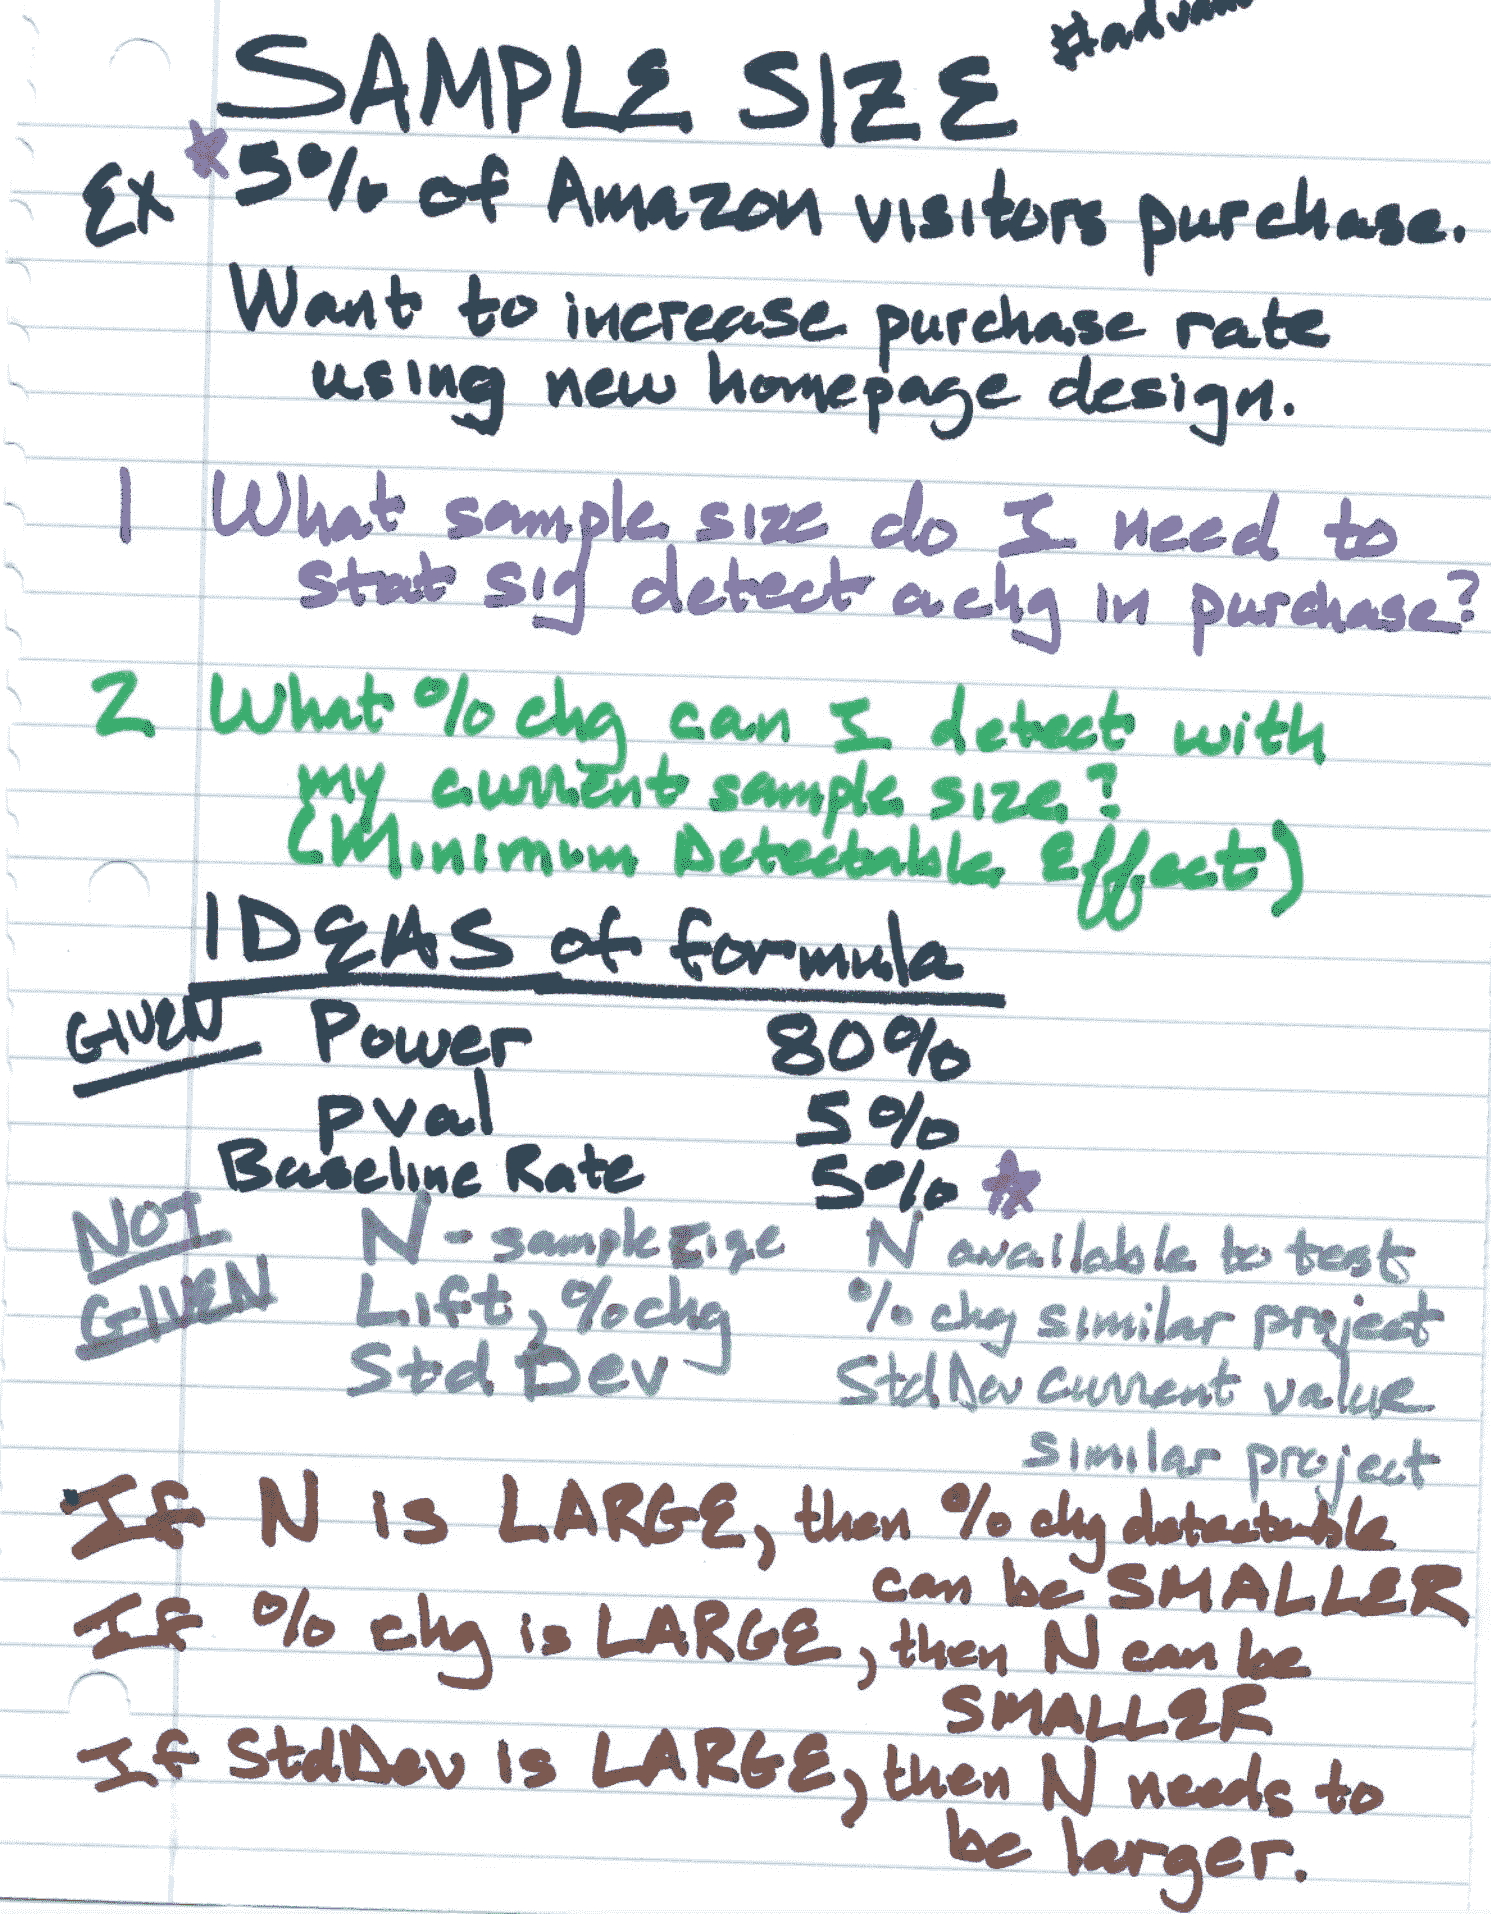 SAMPLE SIZE
Ex *5% of Amazon visitors purchase.
Want to increase purchase rate
using new homepage design.
1 What sample size do I need to
stat sig detect a chg in purchase?
2 What % chg can I detect with
my current sample size?
(Minimum Detectable Effect)
IDEAS of formula
GIVEN Power 80%
pval 5%
Baseline Rate 5% *
NOT N - sample size N available to test
GIVEN Lift, % chg % chg similar project
Std Dev Std Dev current value
similar project
If N is LARGE, then % chg detectable
can be SMALLER
If % chg is LARGE, then N can be
SMALLER
If StdDev is LARGE, then N needs to
be larger.